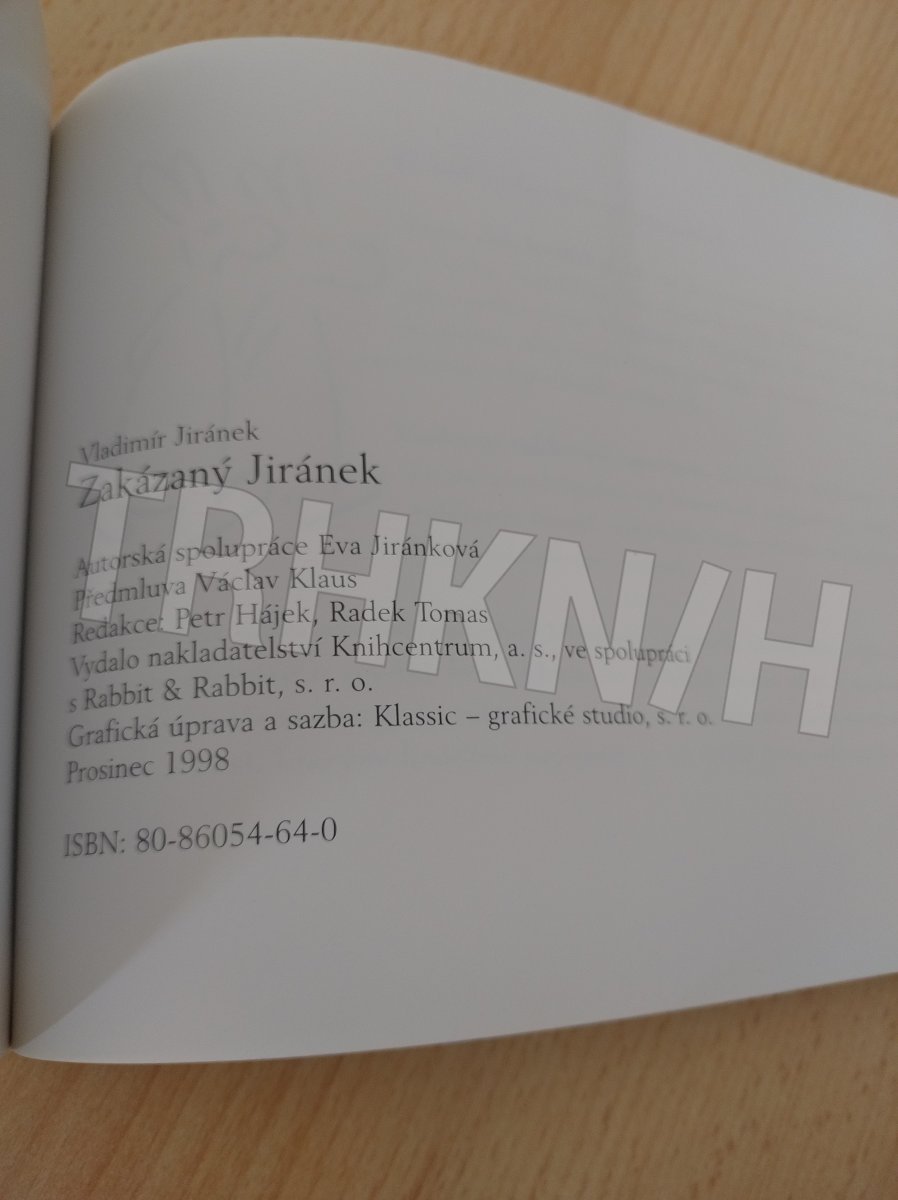 Vladimír Jiránek
Zakázaný Jiránek
Autorská spolupráce Eva Jiránková
Předmluva Václav Klaus
Redakce: Petr Hájek, Radek Tomas
Vydalo nakladatelství Knihcentrum, a. s., ve spolupráci
s Rabbit & Rabbit, s. r. o.
Grafická úprava a sazba: Klassic – grafické studio, s. r. o.
Prosinec 1998
ISBN: 80-86054-64-0
TRHKN/H